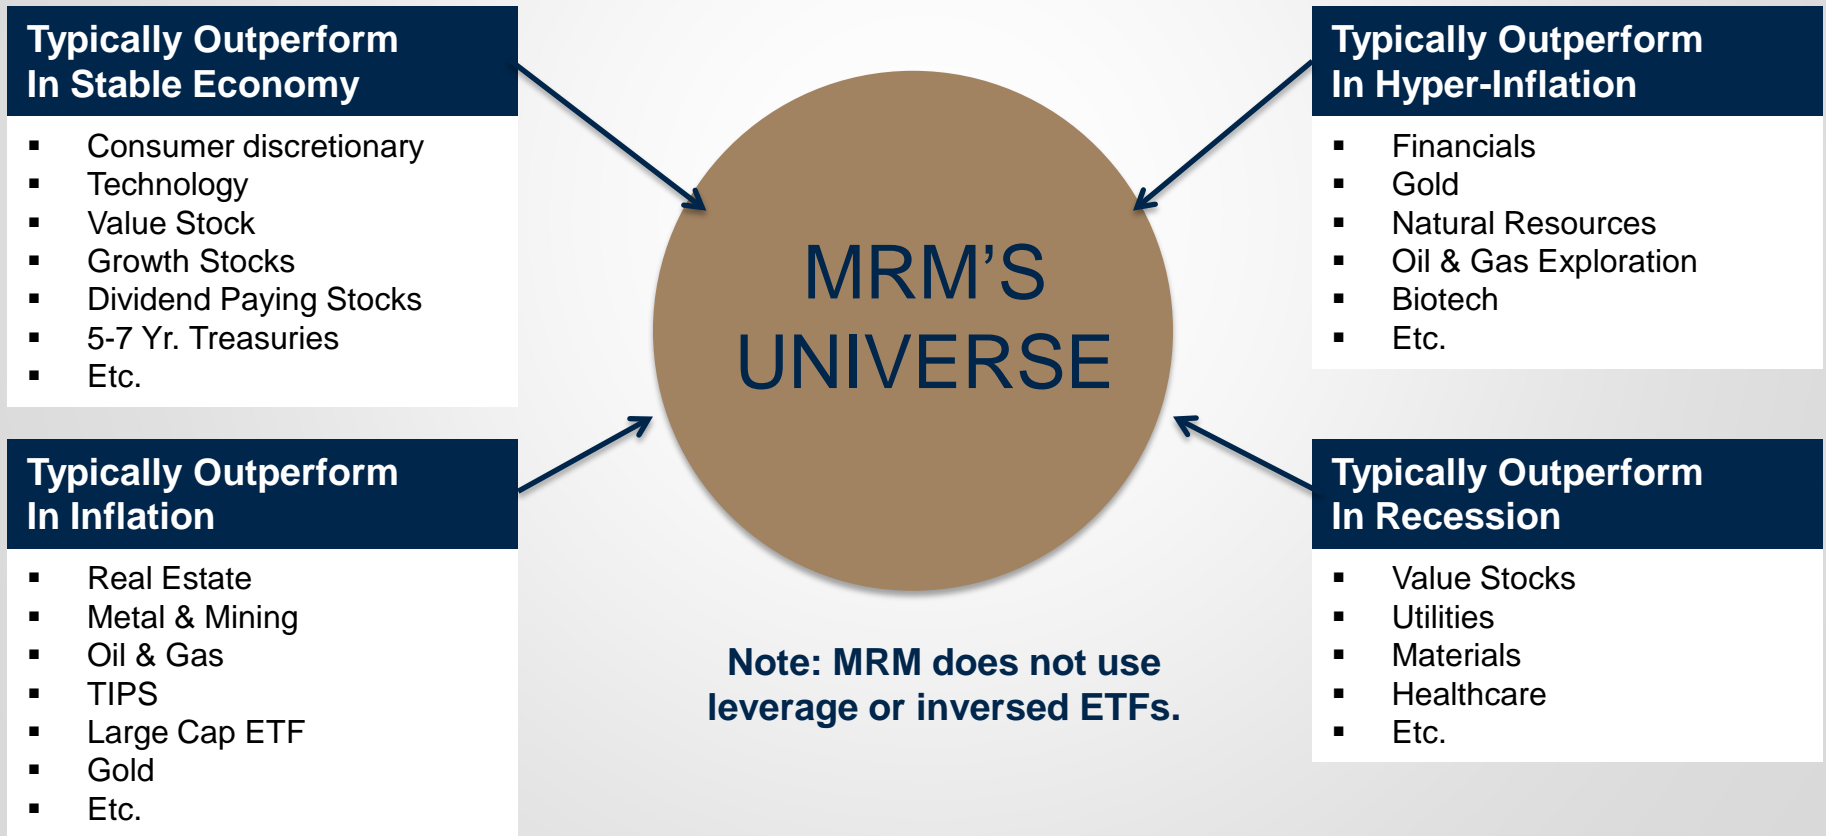 Typically Outperform
In Stable Economy
▪ Consumer discretionary
▪ Technology
▪ Value Stock
▪ Growth Stocks
▪ Dividend Paying Stocks
▪ 5-7 Yr. Treasuries
▪ Etc.
Typically Outperform
In Inflation
▪ Real Estate
▪ Metal & Mining
▪ Oil & Gas
▪ TIPS
▪ Large Cap ETF
▪ Gold
▪ Etc.
MRM’S
UNIVERSE
Note: MRM does not use
leverage or inversed ETFs.
Typically Outperform
In Hyper-Inflation
▪ Financials
▪ Gold
▪ Natural Resources
▪ Oil & Gas Exploration
▪ Biotech
▪ Etc.
Typically Outperform
In Recession
▪ Value Stocks
▪ Utilities
▪ Materials
▪ Healthcare
▪ Etc.